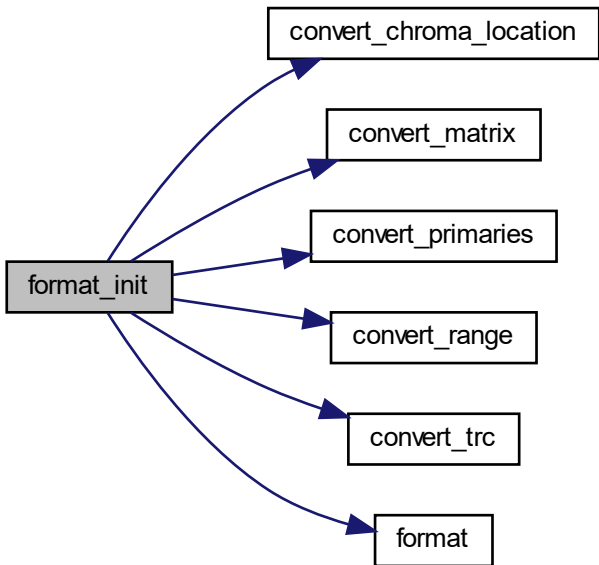 convert_chroma_location
convert_matrix
convert_primaries
format_init
convert_range
convert_trc
format